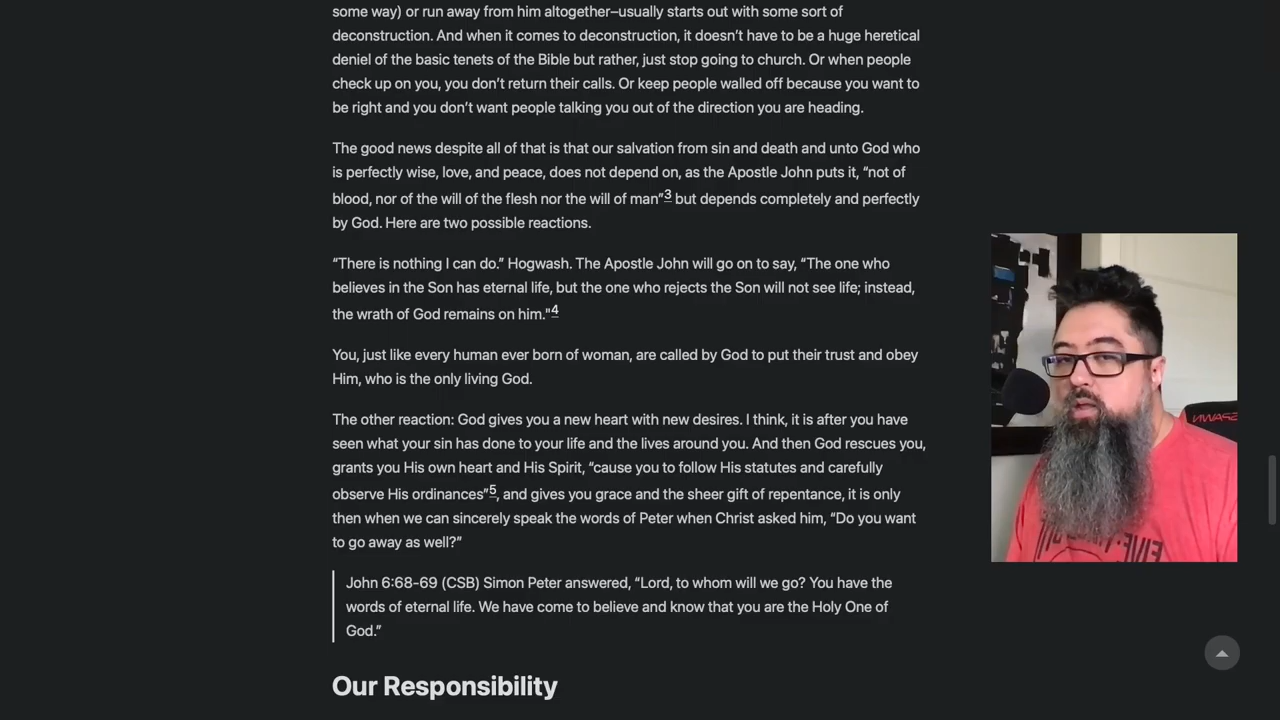 some way) or run away from him altogether–usually starts out with some sort of
deconstruction. And when it comes to deconstruction, it doesn’t have to be a huge heretical
deniel of the basic tenets of the Bible but rather, just stop going to church. Or when people
check up on you, you don’t return their calls. Or keep people walled off because you want to
be right and you don’t want people talking you out of the direction you are heading.
The good news despite all of that is that our salvation from sin and death and unto God who
is perfectly wise, love, and peace, does not depend on, as the Apostle John puts it, “not of
blood, nor of the will of the flesh nor the will of man”3 but depends completely and perfectly
by God. Here are two possible reactions.
“There is nothing I can do.” Hogwash. The Apostle John will go on to say, “The one who
believes in the Son has eternal life, but the one who rejects the Son will not see life; instead,
the wrath of God remains on him."4
You, just like every human ever born of woman, are called by God to put their trust and obey
Him, who is the only living God.
The other reaction: God gives you a new heart with new desires. I think, it is after you have
seen what your sin has done to your life and the lives around you. And then God rescues you,
grants you His own heart and His Spirit, “cause you to follow His statutes and carefully
observe His ordinances”5, and gives you grace and the sheer gift of repentance, it is only
then when we can sincerely speak the words of Peter when Christ asked him, “Do you want
to go away as well?”
John 6:68-69 (CSB) Simon Peter answered, “Lord, to whom will we go? You have the
words of eternal life. We have come to believe and know that you are the Holy One of
God.”
Our Responsibility